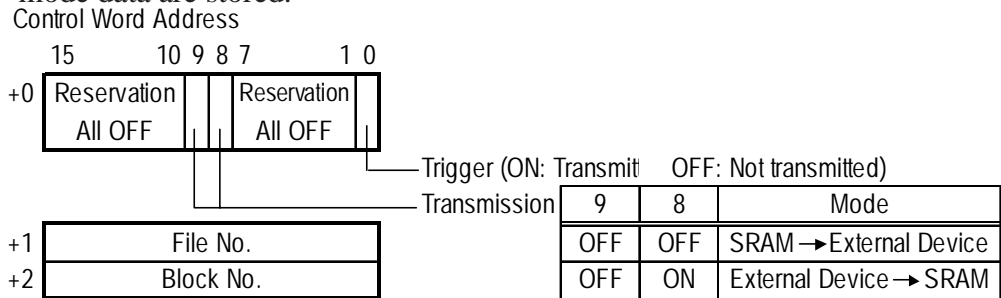 mode data are stored.
Control Word Address
15 10 9 8 7 1 0
+0 Reservation Reservation
All OFF All OFF
Trigger (ON: Transmit OFF: Not transmitted)
Transmission 9 8 Mode
+1 File No. OFF OFF SRAM → External Device
+2 Block No. OFF ON External Device → SRAM